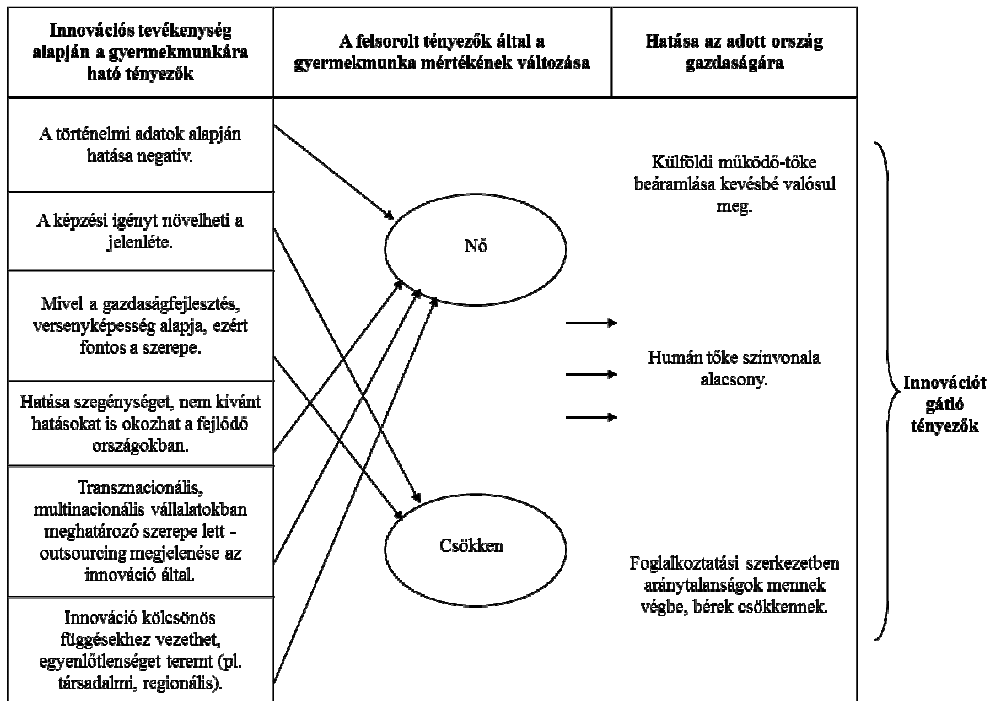 Innovációs tevékenység
alapján a gyermekmunkára
ható tényezők
A felsorolt tényezők által a
gyermekmunka mértékének változása
Hatása az adott ország
gazdaságára
A történelmi adatok alapján
hatása negatív.
A képzési igényt növelheti a
jelenléte.
Mivel a gazdaságfejlesztés,
versenyképesség alapja, ezért
fontos a szerepe.
Hatása szegénységet, nem kívánt
hatásokat is okozhat a fejlődő
országokban.
Transznacionális,
multinacionális vállalatokban
meghatározó szerepe lett -
outsourcing megjelenése az
innováció által.
Innováció kölcsönös
függésekhez vezethet,
egyenlőtlenséget teremt (pl.
társadalmi, regionális).
Nő
Csökken
Külföldi működő-tőke
beáramlása kevésbé valósul
meg.
Humán tőke színvonala
alacsony.
Foglalkoztatási szerkezetben
aránytalanságok mennek
végbe, bérek csökkennek.
Innovációt
gátló
tényezők